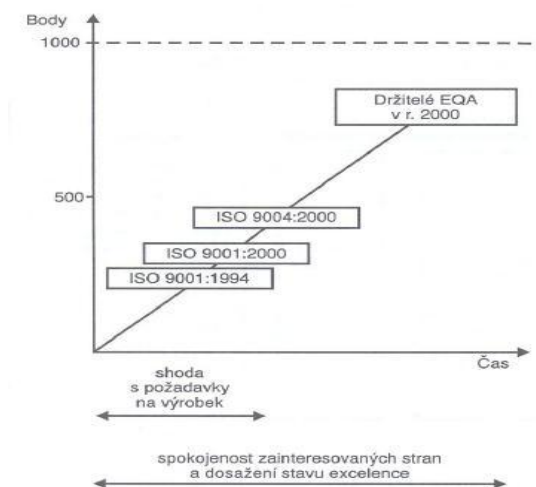 Body
1000
Držitelé EQA
v r. 2000
500
ISO 9004:2000
ISO 9001:2000
ISO 9001:1994
Čas
shoda
s požadavky
na výrobek
spokojenost zainteresovaných stran
a dosažení stavu excelence